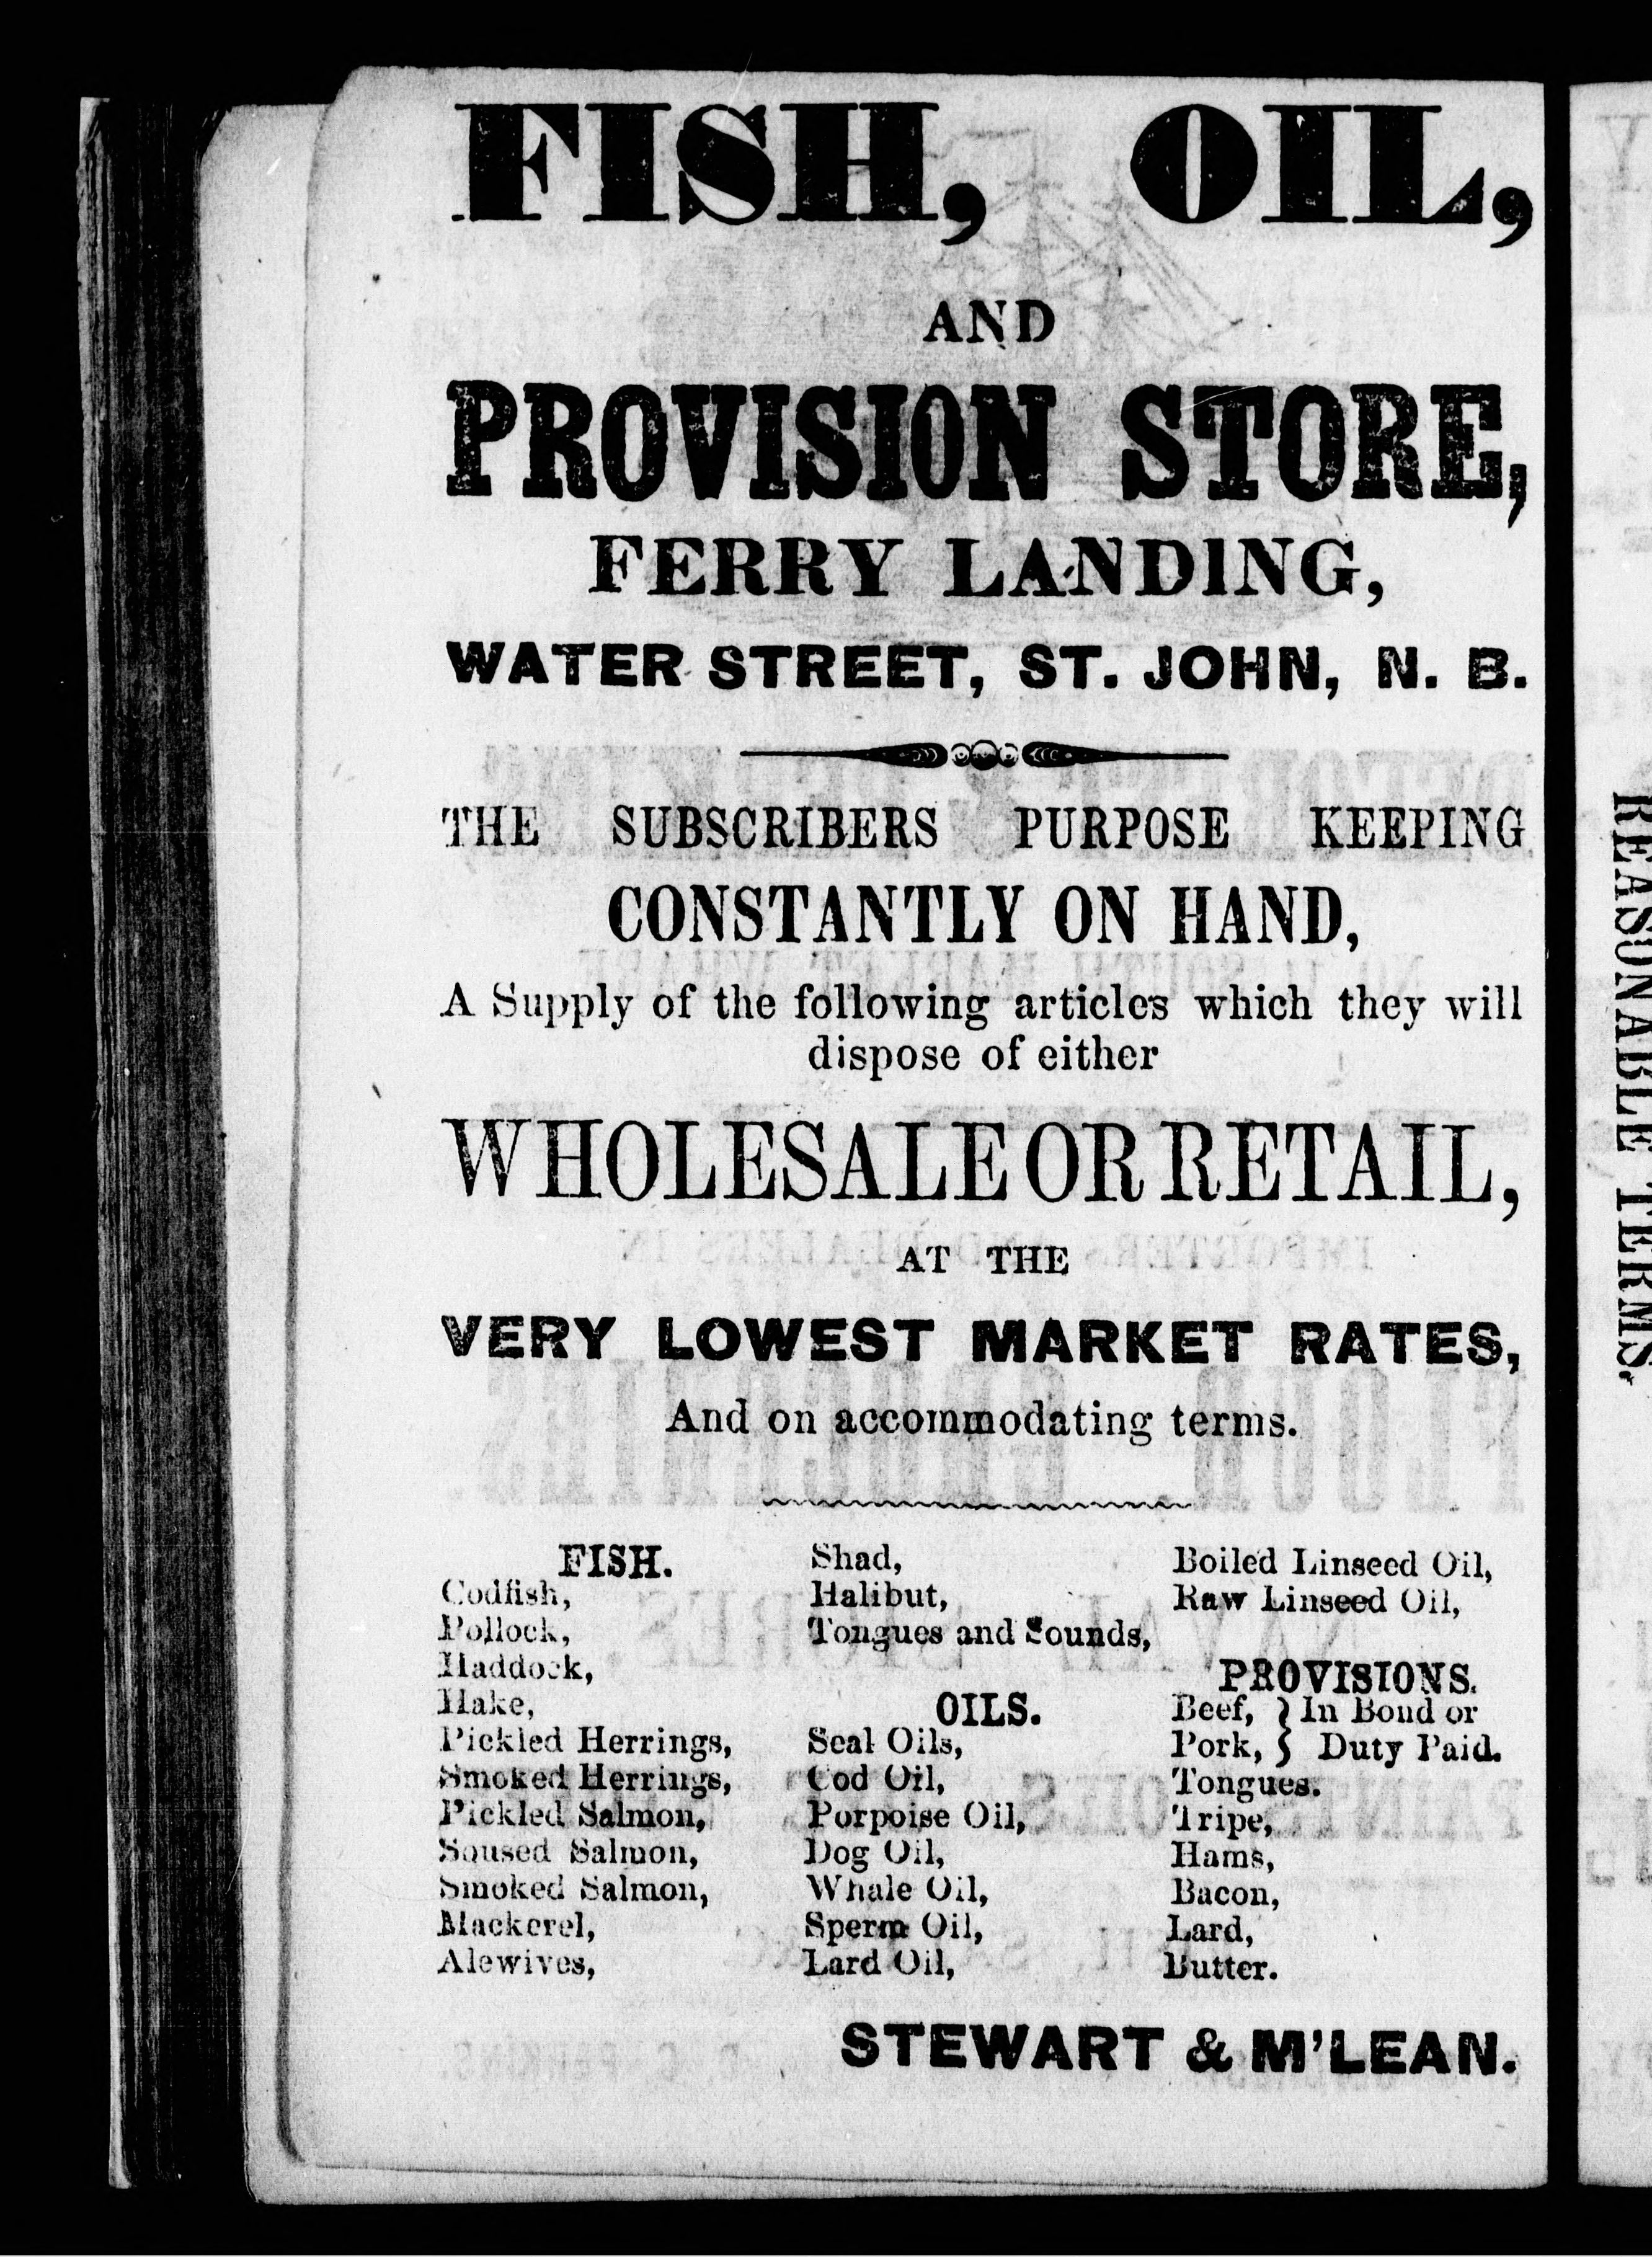 FISH, OIL,
AND
PROVISION STORE,
FERRY LANDING,
WATER STREET, ST. JOHN, N. B.
THE SUBSCRIBERS PURPOSE KEEPING
CONSTANTLY ON HAND,
A Supply of the following articles which they will
dispose of either
WHOLESALE OR RETAIL,
AT THE
VERY LOWEST MARKET RATES,
And on accommodating terms.
FISH.
Codfish,
Pollock,
Haddock,
Hake,
Pickled Herrings,
Smoked Herrings,
Pickled Salmon,
Soused Salmon,
Smoked Salmon,
Mackerel,
Alewives,
Shad,
Halibut,
Tongues and Sounds,
OILS.
Seal Oils,
Cod Oil,
Porpoise Oil,
Dog Oil,
Whale Oil,
Sperm Oil,
Lard Oil,
Boiled Linseed Oil,
Raw Linseed Oil,
PROVISIONS.
Beef, } In Bond or
Pork, } Duty Paid.
Tongues.
Tripe,
Hams,
Bacon,
Lard,
Butter.
STEWART & M'LEAN.
REASONABLE TERMS.